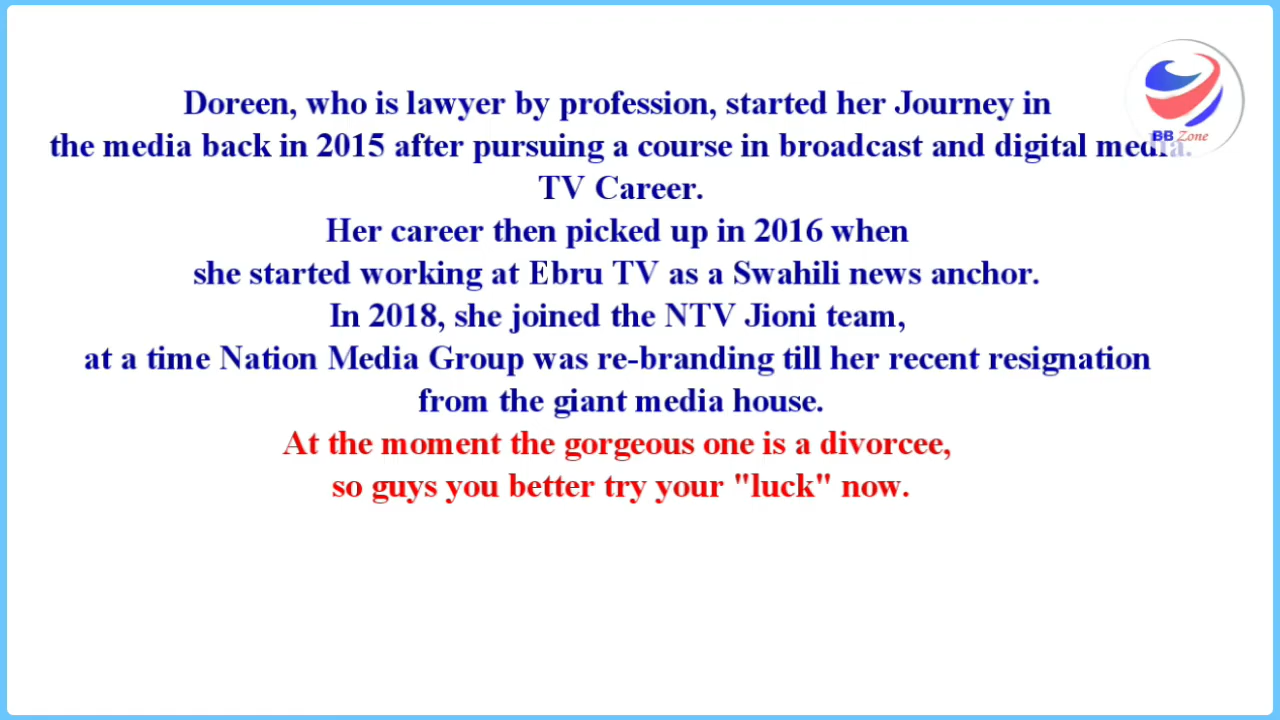 Doreen, who is lawyer by profession, started her Journey in
the media back in 2015 after pursuing a course in broadcast and digital media.
TV Career.
Her career then picked up in 2016 when
she started working at Ebru TV as a Swahili news anchor.
In 2018, she joined the NTV Jioni team,
at a time Nation Media Group was re-branding till her recent resignation
from the giant media house.
At the moment the gorgeous one is a divorcee,
so guys you better try your "luck" now.
BB Zone